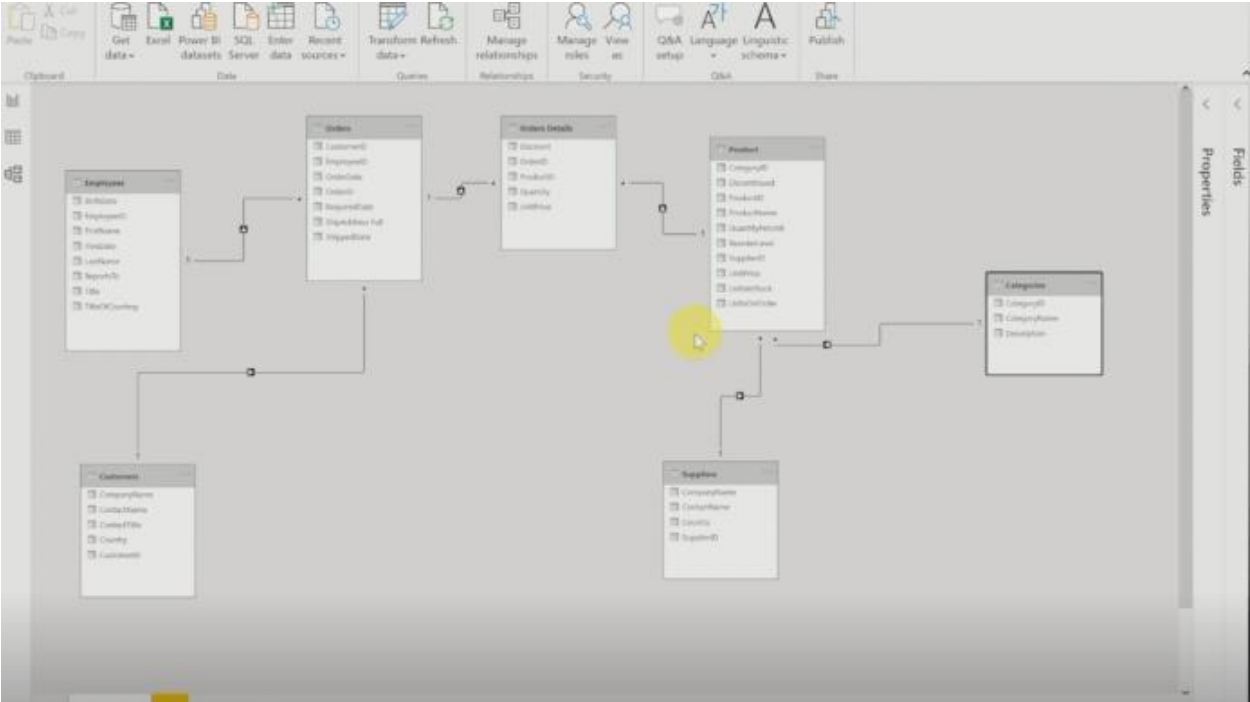 Paste
Cut
Copy
Get data
Excel
Power BI datasets
SQL Server
Enter data
Recent sources
Transform data
Refresh
Manage relationships
Manage roles
View as
Q&A setup
Language
Linguistic schema
Publish
Clipboard
Data
Queries
Relationships
Security
Q&A
Share
Properties
Fields
Employees
BirthDate
EmployeeID
FirstName
HireDate
LastName
ReportsTo
Title
TitleOfCourtesy
Orders
CustomerID
EmployeeID
OrderDate
OrderID
RequiredDate
ShipAddress Full
ShippedDate
Orders Details
Discount
OrderID
ProductID
Quantity
UnitPrice
Product
CategoryID
Discontinued
ProductID
ProductName
QuantityPerUnit
ReorderLevel
SupplierID
UnitPrice
UnitsInStock
UnitsOnOrder
Categories
CategoryID
CategoryName
Description
Customers
CompanyName
ContactName
ContactTitle
Country
CustomerID
Suppliers
CompanyName
ContactName
Country
SupplierID